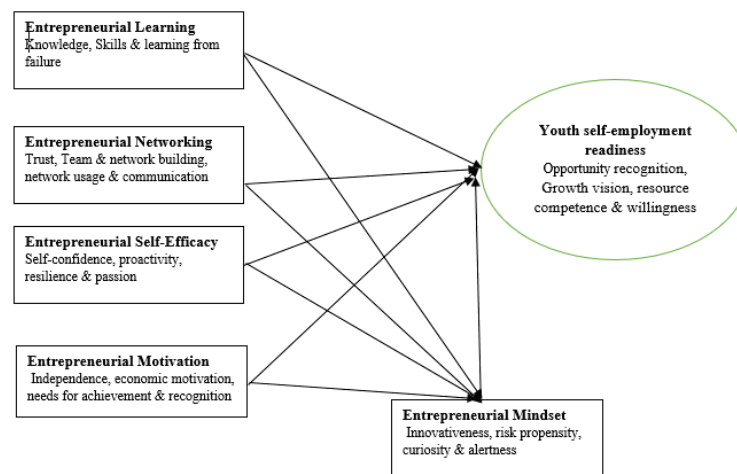 Entrepreneurial Learning
Knowledge, Skills & learning from
failure
Entrepreneurial Networking
Trust, Team & network building,
network usage & communication
Entrepreneurial Self-Efficacy
Self-confidence, proactivity,
resilience & passion
Entrepreneurial Motivation
Independence, economic motivation,
needs for achievement & recognition
Youth self-employment
readiness
Opportunity recognition,
Growth vision, resource
competence & willingness
Entrepreneurial Mindset
Innovativeness, risk propensity,
curiosity & alertness